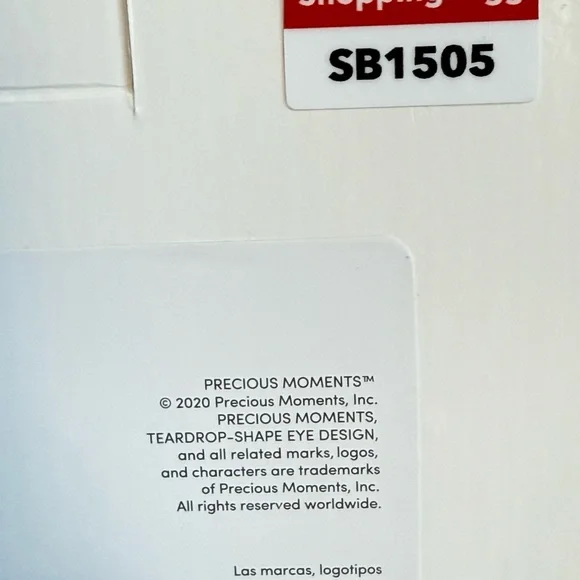 Shopping
SB1505
PRECIOUS MOMENTS™
© 2020 Precious Moments, Inc.
PRECIOUS MOMENTS,
TEARDROP-SHAPE EYE DESIGN,
and all related marks, logos,
and characters are trademarks
of Precious Moments, Inc.
All rights reserved worldwide.
Las marcas, logotipos